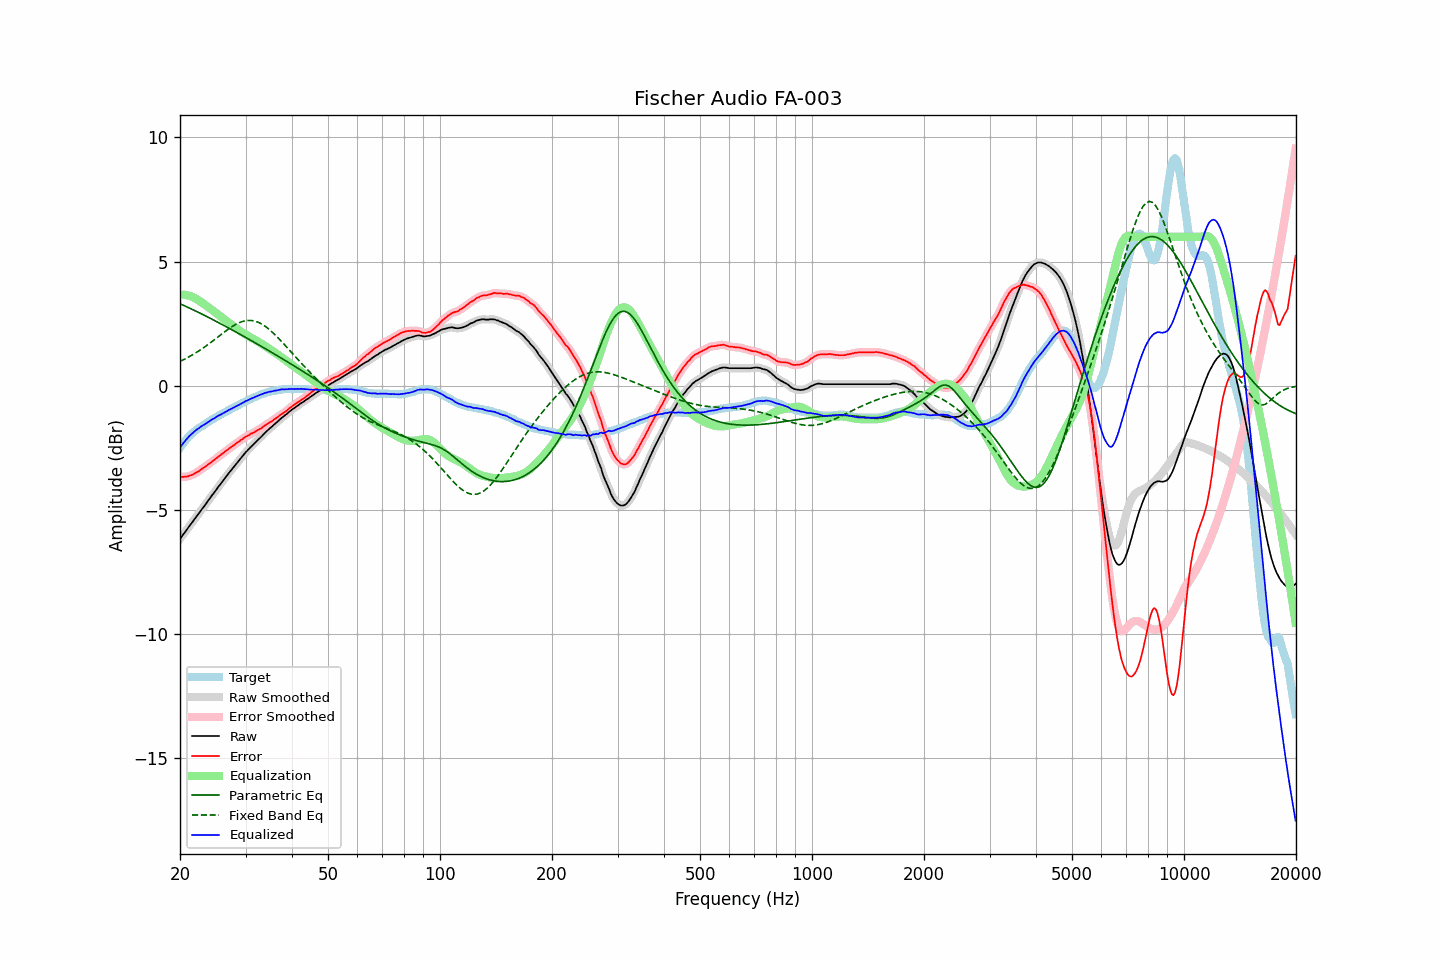 Fischer Audio FA-003
Amplitude (dBr)
10
5
0
−5
−10
−15
Target
Raw Smoothed
Error Smoothed
Raw
Error
Equalization
Parametric Eq
Fixed Band Eq
Equalized
20 50 100 200 500 1000 2000 5000 10000 20000
Frequency (Hz)